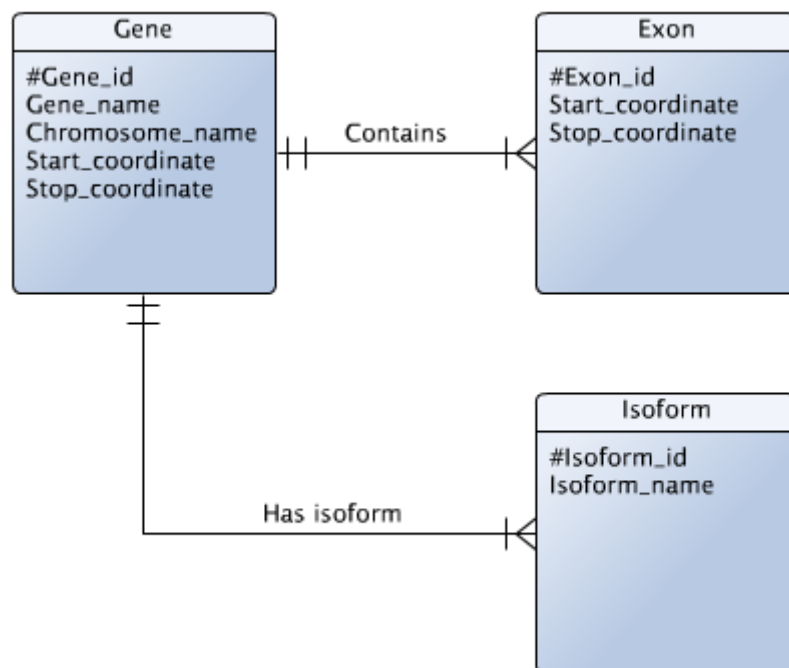 Gene
#Gene_id
Gene_name
Chromosome_name
Start_coordinate
Stop_coordinate
Contains
Exon
#Exon_id
Start_coordinate
Stop_coordinate
Has isoform
Isoform
#Isoform_id
Isoform_name